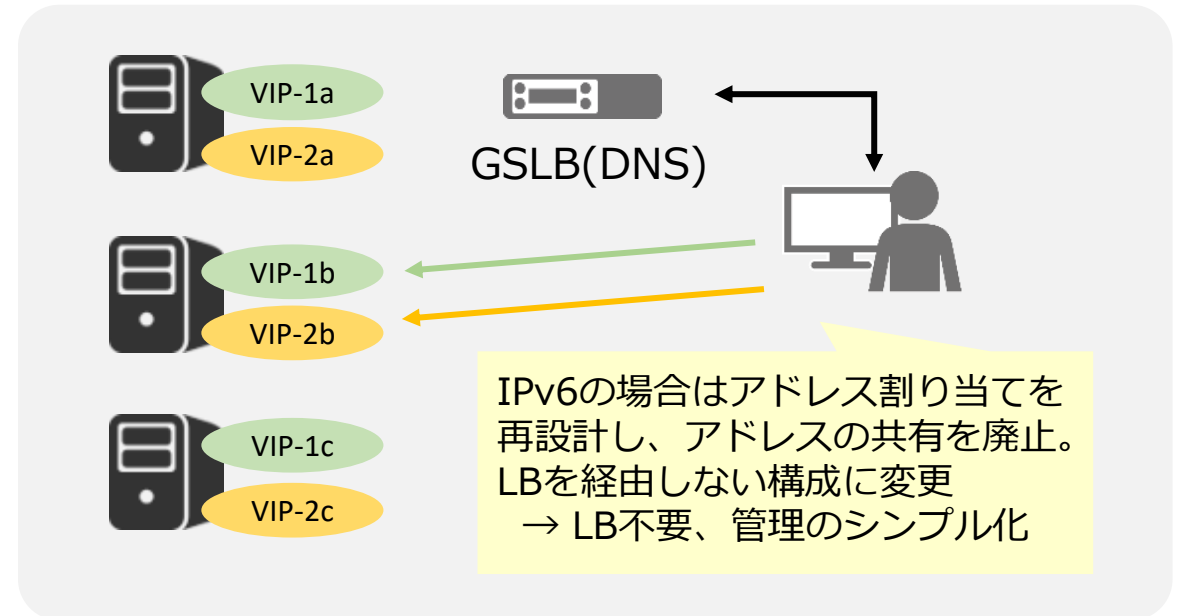 VIP-1a
VIP-2a
GSLB(DNS)
VIP-1b
VIP-2b
IPv6の場合はアドレス割り当てを
再設計し、アドレスの共有を廃止。
LBを経由しない構成に変更
→ LB不要、管理のシンプル化
VIP-1c
VIP-2c